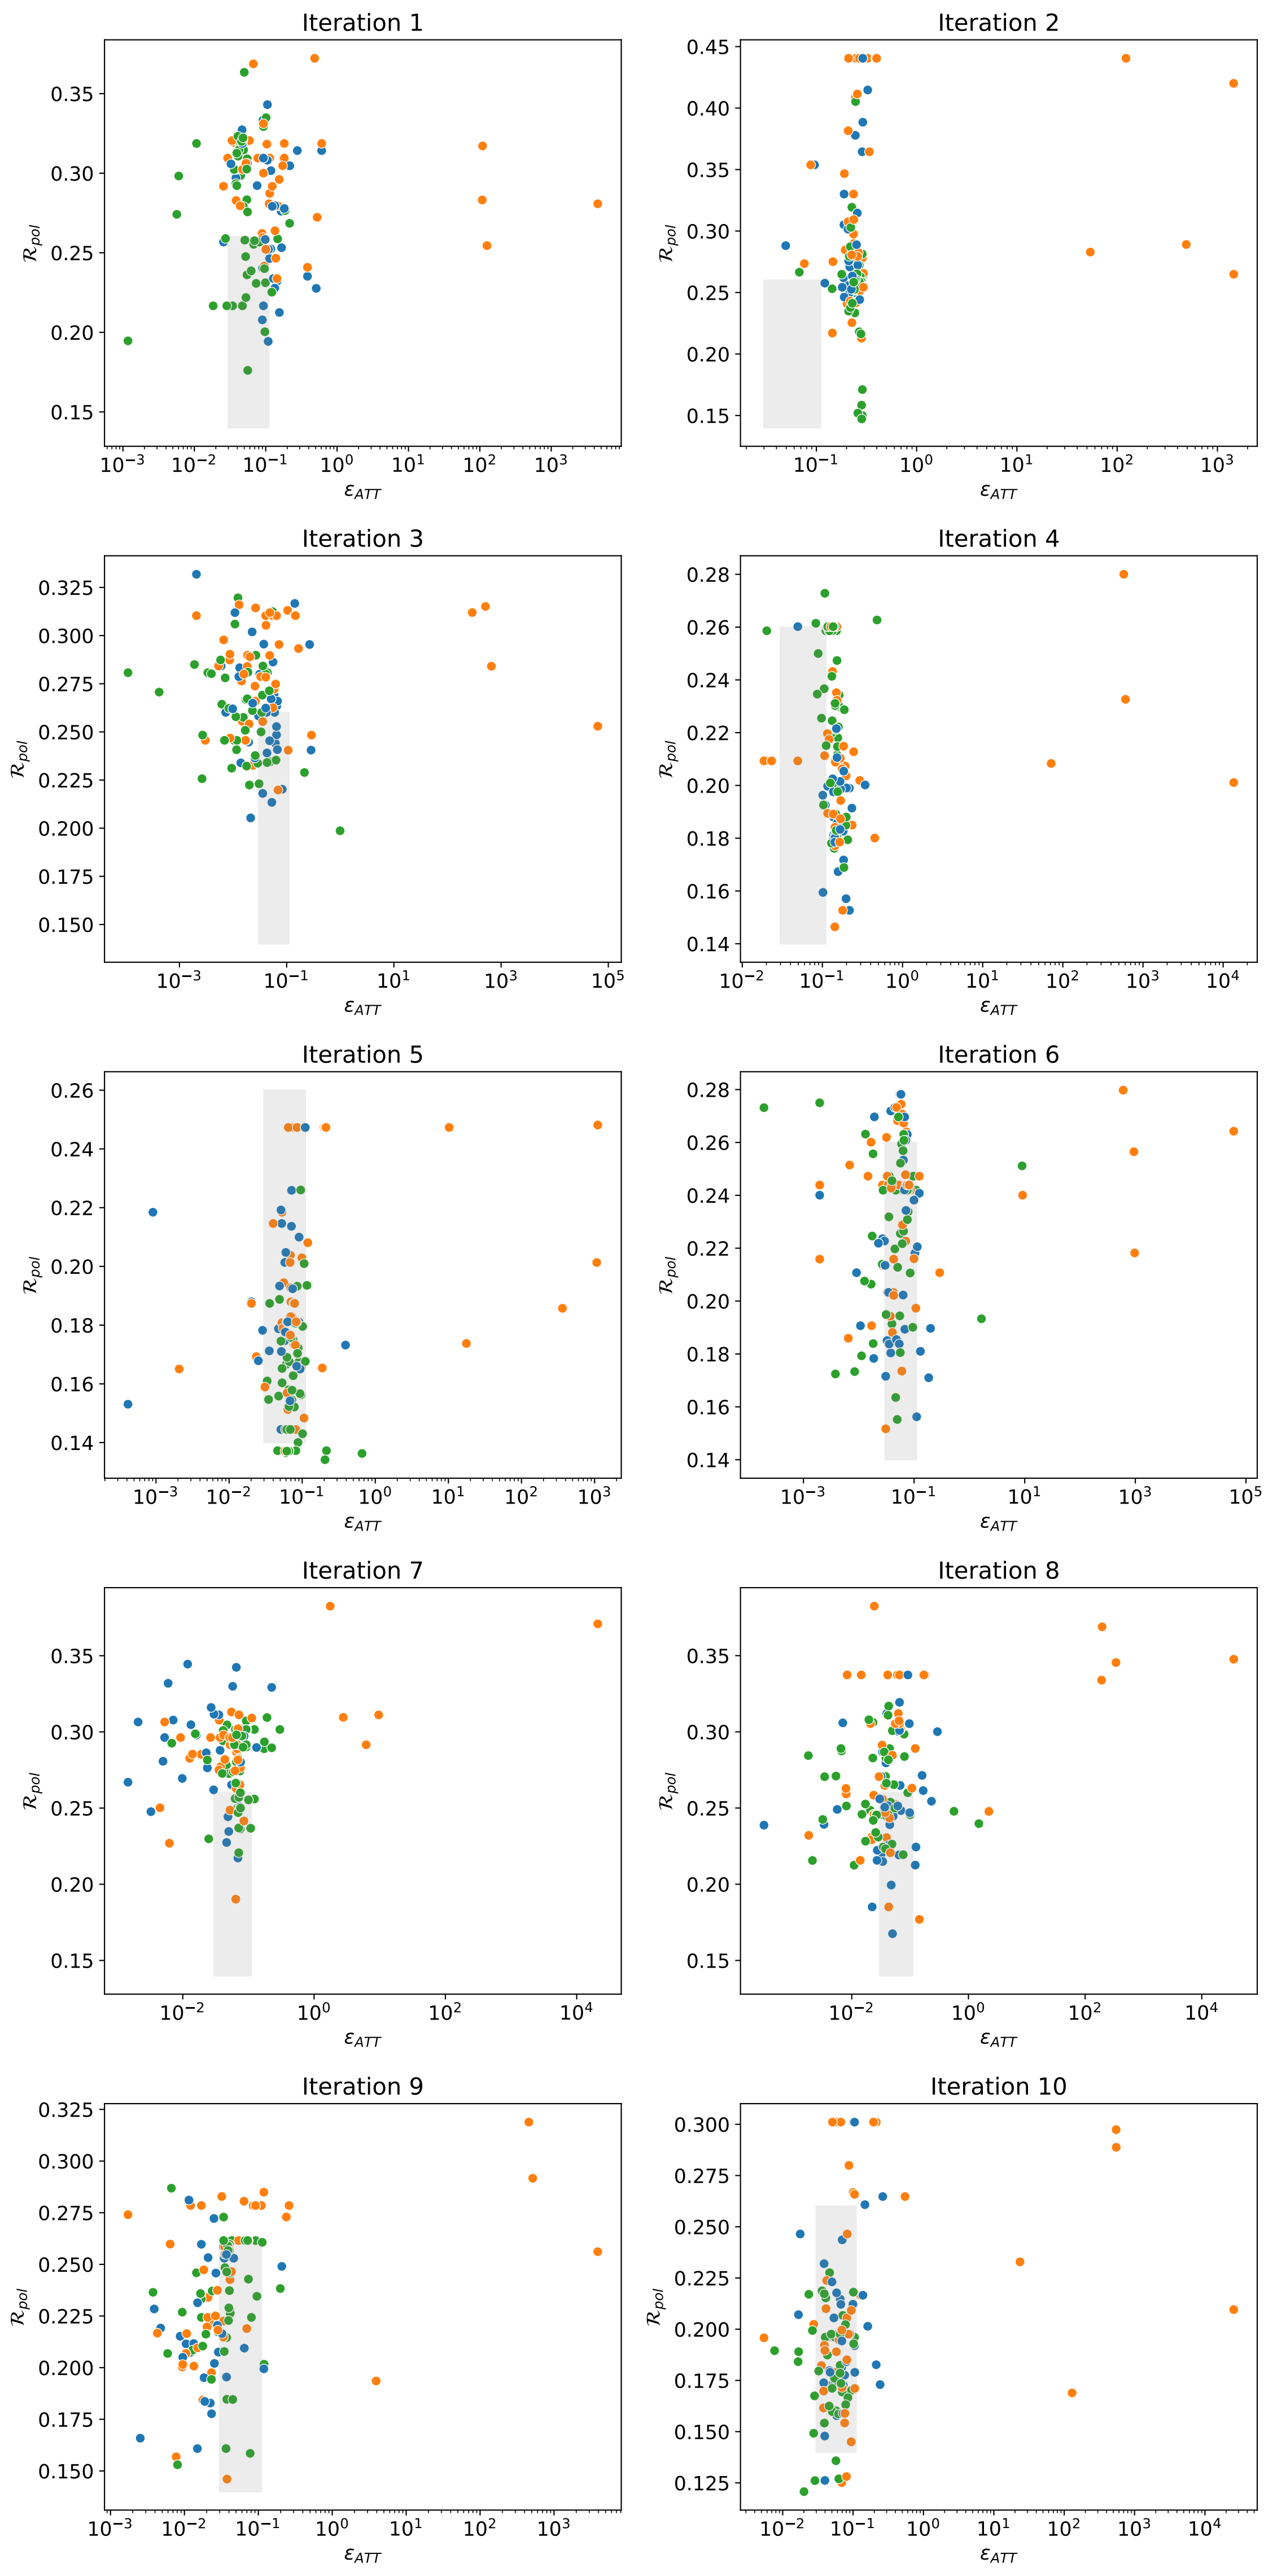 Iteration 1
0.35
0.30
0.25
0.20
0.15
R_pol
10^−3 10^−2 10^−1 10^0 10^1 10^2 10^3
ε_ATT
Iteration 2
0.45
0.40
0.35
0.30
0.25
0.20
0.15
R_pol
10^−1 10^0 10^1 10^2 10^3
ε_ATT
Iteration 3
0.325
0.300
0.275
0.250
0.225
0.200
0.175
0.150
R_pol
10^−3 10^−1 10^1 10^3 10^5
ε_ATT
Iteration 4
0.28
0.26
0.24
0.22
0.20
0.18
0.16
0.14
R_pol
10^−2 10^−1 10^0 10^1 10^2 10^3 10^4
ε_ATT
Iteration 5
0.26
0.24
0.22
0.20
0.18
0.16
0.14
R_pol
10^−3 10^−2 10^−1 10^0 10^1 10^2 10^3
ε_ATT
Iteration 6
0.28
0.26
0.24
0.22
0.20
0.18
0.16
0.14
R_pol
10^−3 10^−1 10^1 10^3 10^5
ε_ATT
Iteration 7
0.35
0.30
0.25
0.20
0.15
R_pol
10^−2 10^0 10^2 10^4
ε_ATT
Iteration 8
0.35
0.30
0.25
0.20
0.15
R_pol
10^−2 10^0 10^2 10^4
ε_ATT
Iteration 9
0.325
0.300
0.275
0.250
0.225
0.200
0.175
0.150
R_pol
10^−3 10^−2 10^−1 10^0 10^1 10^2 10^3
ε_ATT
Iteration 10
0.300
0.275
0.250
0.225
0.200
0.175
0.150
0.125
R_pol
10^−2 10^−1 10^0 10^1 10^2 10^3 10^4
ε_ATT